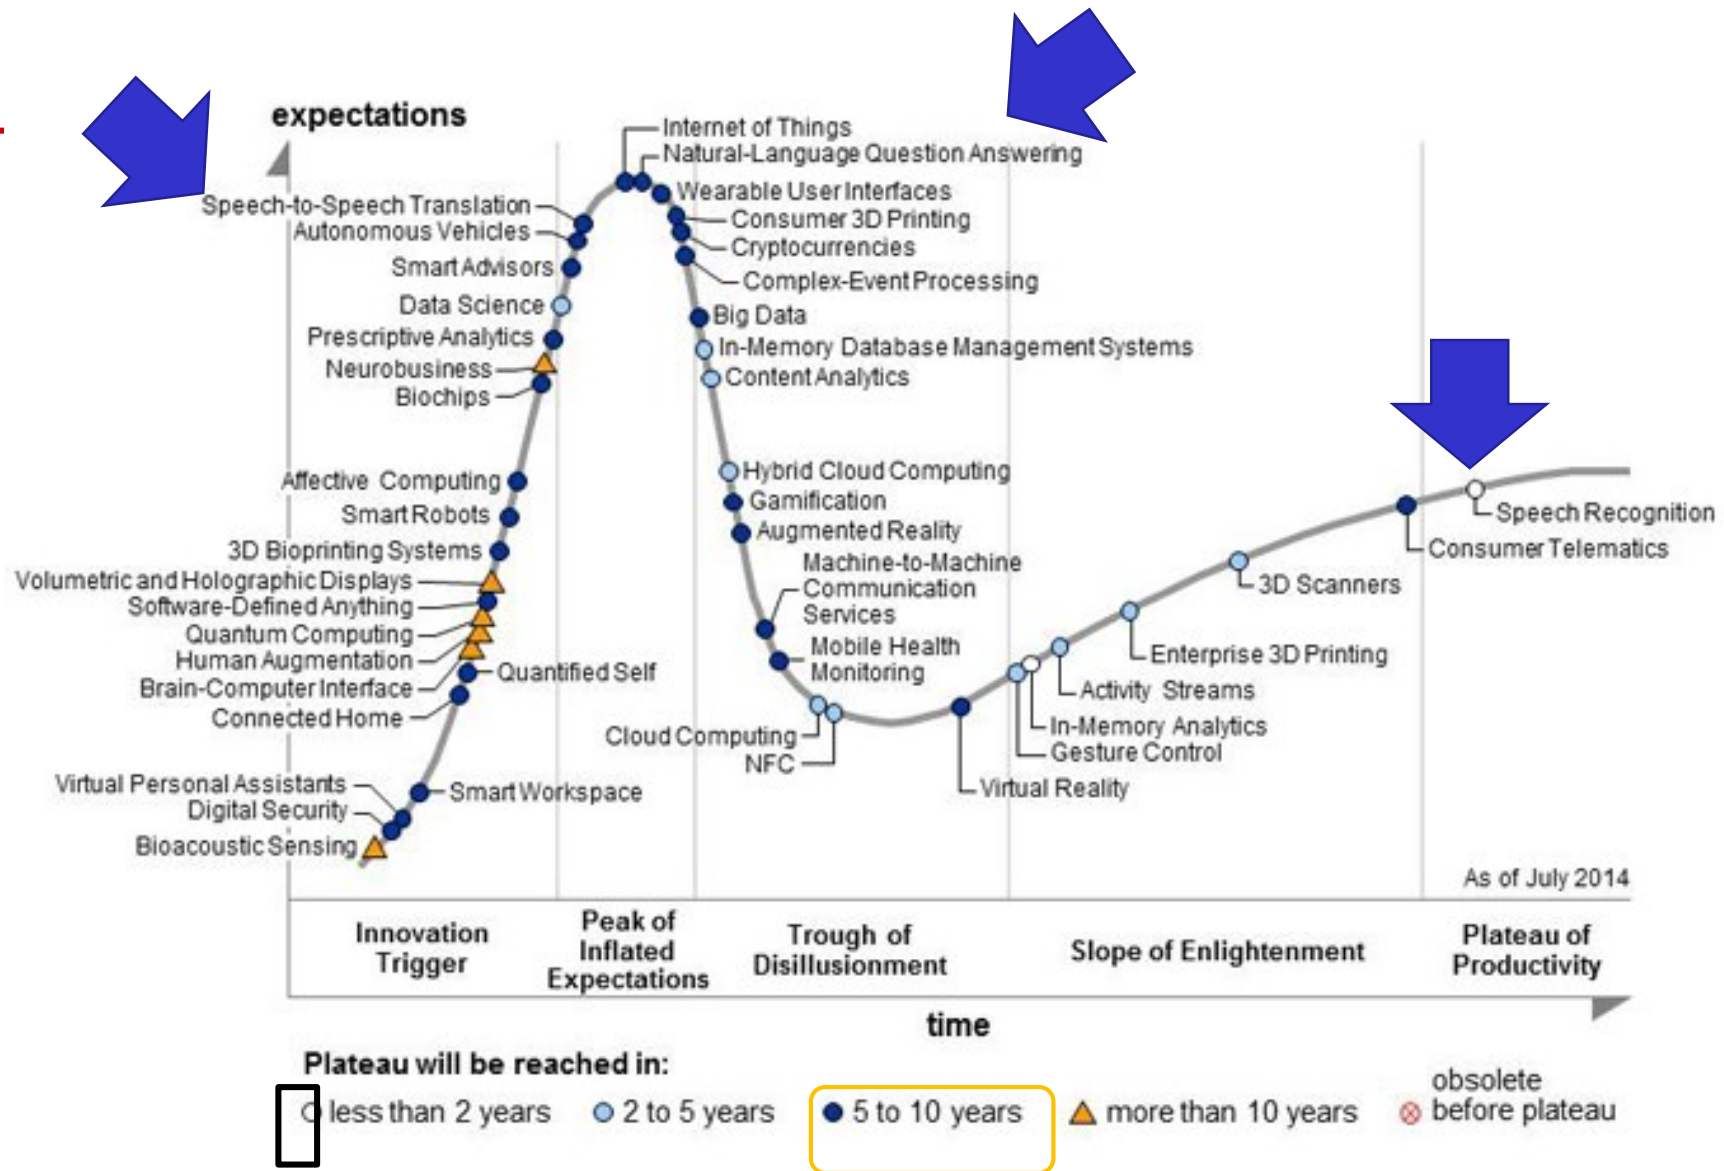 expectations
Internet of Things
Natural-Language Question Answering
Wearable User Interfaces
Consumer 3D Printing
Cryptocurrencies
Complex-Event Processing
Speech-to-Speech Translation
Autonomous Vehicles
Smart Advisors
Data Science
Prescriptive Analytics
Neurobusiness
Biochips
Big Data
In-Memory Database Management Systems
Content Analytics
Affective Computing
Smart Robots
3D Bioprinting Systems
Volumetric and Holographic Displays
Software-Defined Anything
Quantum Computing
Human Augmentation
Brain-Computer Interface
Connected Home
Quantified Self
Virtual Personal Assistants
Digital Security
Bioacoustic Sensing
Smart Workspace
Hybrid Cloud Computing
Gamification
Augmented Reality
Machine-to-Machine
Communication
Services
Mobile Health
Monitoring
Cloud Computing
NFC
Virtual Reality
Gesture Control
In-Memory Analytics
Activity Streams
Enterprise 3D Printing
3D Scanners
Consumer Telematics
Speech Recognition
As of July 2014
Innovation
Trigger
Peak of
Inflated
Expectations
Trough of
Disillusionment
Slope of Enlightenment
Plateau of
Productivity
time
Plateau will be reached in:
less than 2 years
2 to 5 years
5 to 10 years
more than 10 years
obsolete
before plateau